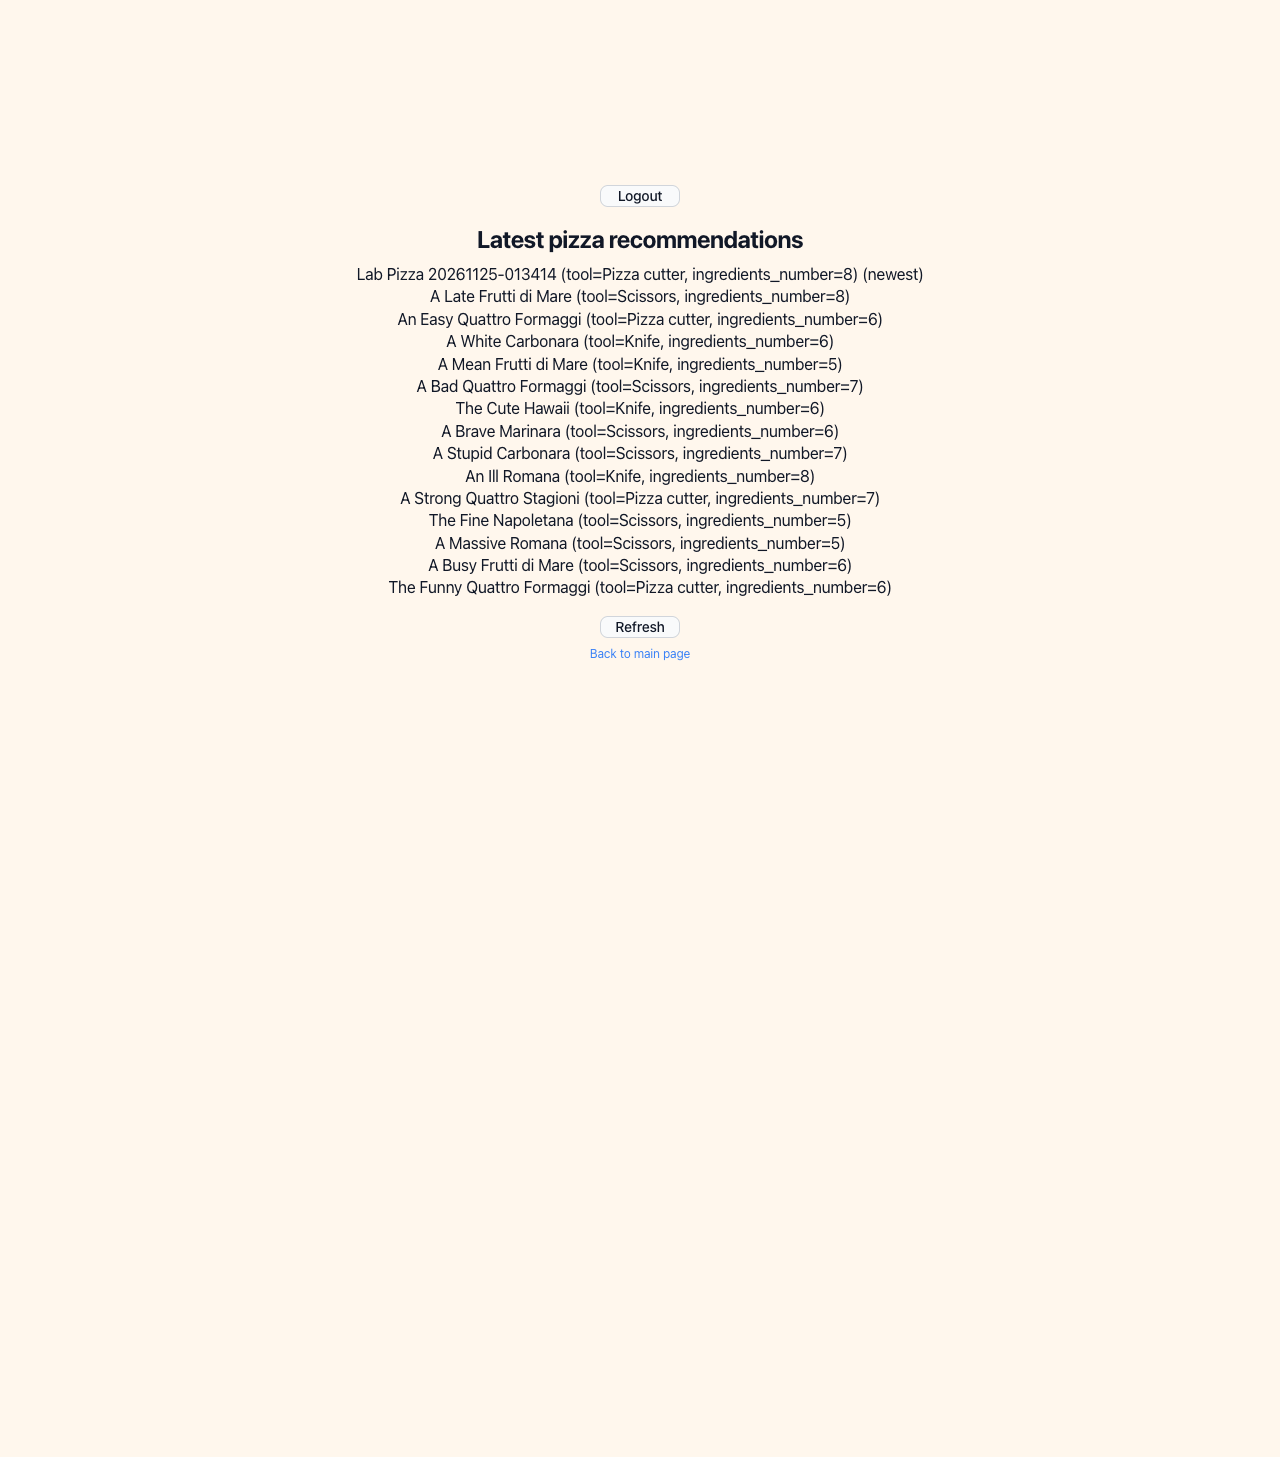 Logout
Latest pizza recommendations
Lab Pizza 20261125-013414 (tool=Pizza cutter, ingredients_number=8) (newest)
A Late Frutti di Mare (tool=Scissors, ingredients_number=8)
An Easy Quattro Formaggi (tool=Pizza cutter, ingredients_number=6)
A White Carbonara (tool=Knife, ingredients_number=6)
A Mean Frutti di Mare (tool=Knife, ingredients_number=5)
A Bad Quattro Formaggi (tool=Scissors, ingredients_number=7)
The Cute Hawaii (tool=Knife, ingredients_number=6)
A Brave Marinara (tool=Scissors, ingredients_number=6)
A Stupid Carbonara (tool=Scissors, ingredients_number=7)
An Ill Romana (tool=Knife, ingredients_number=8)
A Strong Quattro Stagioni (tool=Pizza cutter, ingredients_number=7)
The Fine Napoletana (tool=Scissors, ingredients_number=5)
A Massive Romana (tool=Scissors, ingredients_number=5)
A Busy Frutti di Mare (tool=Scissors, ingredients_number=6)
The Funny Quattro Formaggi (tool=Pizza cutter, ingredients_number=6)
Refresh
Back to main page